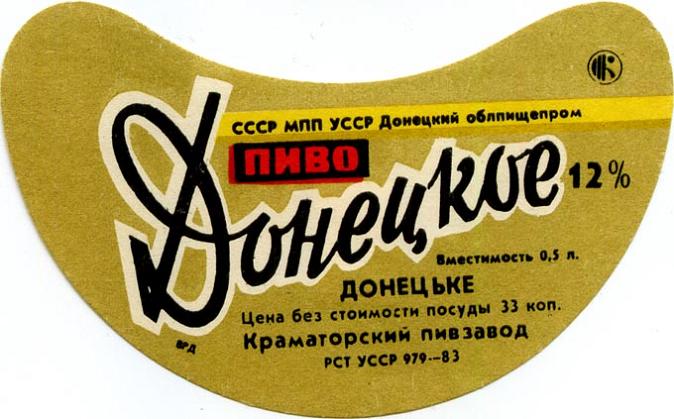 СССР МПП УССР Донецкий облпищепром
ПИВО
Донецкое 12%
Вместимость 0,5 л.
ДОНЕЦЬКЕ
Цена без стоимости посуды 33 коп.
Краматорский пивзавод
РСТ УССР 979—83
ВРД